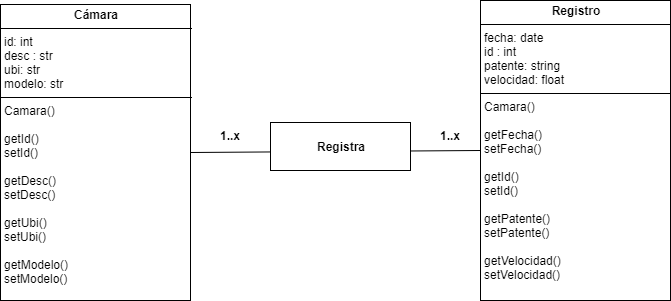 Cámara
id: int
desc : str
ubi: str
modelo: str
Camara()
getId()
setId()
getDesc()
setDesc()
getUbi()
setUbi()
getModelo()
setModelo()
1..x
Registra
1..x
Registro
fecha: date
id : int
patente: string
velocidad: float
Camara()
getFecha()
setFecha()
getId()
setId()
getPatente()
setPatente()
getVelocidad()
setVelocidad()